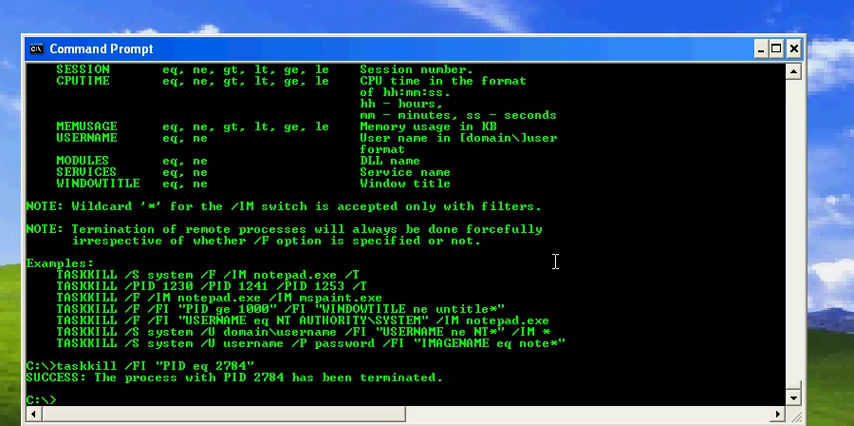 Command Prompt
SESSION eq, ne, gt, lt, ge, le Session number.
CPUTIME eq, ne, gt, lt, ge, le CPU time in the format
of hh:mm:ss.
hh - hours,
mm - minutes, ss - seconds
MEMUSAGE eq, ne, gt, lt, ge, le Memory usage in KB
USERNAME eq, ne User name in [domain\]user
format
MODULES eq, ne DLL name
SERVICES eq, ne Service name
WINDOWTITLE eq, ne Window title
NOTE: Wildcard '*' for the /IM switch is accepted only with filters.
NOTE: Termination of remote processes will always be done forcefully
irrespective of whether /F option is specified or not.
Examples:
TASKKILL /S system /F /IM notepad.exe /T
TASKKILL /PID 1230 /PID 1241 /PID 1253 /T
TASKKILL /F /IM notepad.exe /IM mspaint.exe
TASKKILL /F /FI "PID ge 1000" /FI "WINDOWTITLE ne untitle*"
TASKKILL /F /FI "USERNAME eq NT AUTHORITY\SYSTEM" /IM notepad.exe
TASKKILL /S system /U domain\username /FI "USERNAME ne NT*" /IM *
TASKKILL /S system /U username /P password /FI "IMAGENAME eq note*"
C:\>taskkill /FI "PID eq 2784"
SUCCESS: The process with PID 2784 has been terminated.
C:\>